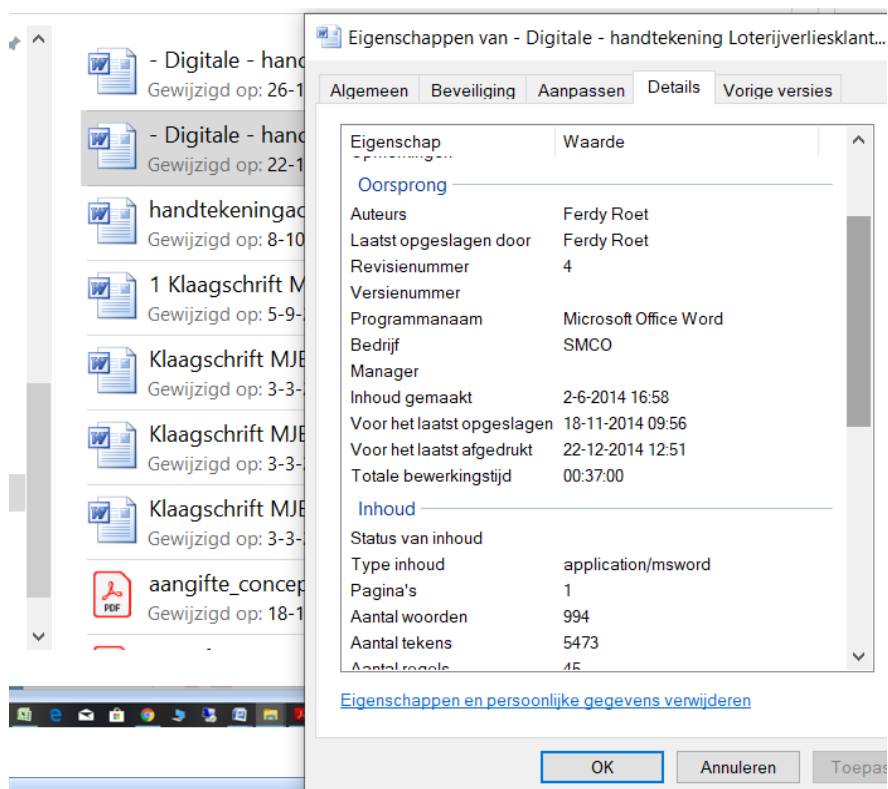 - Digitale - hand
Gewijzigd op: 26-1
- Digitale - hand
Gewijzigd op: 22-1
handtekeningac
Gewijzigd op: 8-10
1 Klaagschrift M
Gewijzigd op: 5-9-
Klaagschrift MJE
Gewijzigd op: 3-3-
Klaagschrift MJE
Gewijzigd op: 3-3-
Klaagschrift MJE
Gewijzigd op: 3-3-
aangifte_concep
Gewijzigd op: 18-1
PDF
Eigenschappen van - Digitale - handtekening Loterijverliesklant...
Algemeen Beveiliging Aanpassen Details Vorige versies
Eigenschap Waarde
Opmerkingen
Oorsprong
Auteurs Ferdy Roet
Laatst opgeslagen door Ferdy Roet
Revisienummer 4
Versienummer
Programmanaam Microsoft Office Word
Bedrijf SMCO
Manager
Inhoud gemaakt 2-6-2014 16:58
Voor het laatst opgeslagen 18-11-2014 09:56
Voor het laatst afgedrukt 22-12-2014 12:51
Totale bewerkingstijd 00:37:00
Inhoud
Status van inhoud
Type inhoud application/msword
Pagina's 1
Aantal woorden 994
Aantal tekens 5473
Aantal regels 45
Eigenschappen en persoonlijke gegevens verwijderen
OK Annuleren Toepas